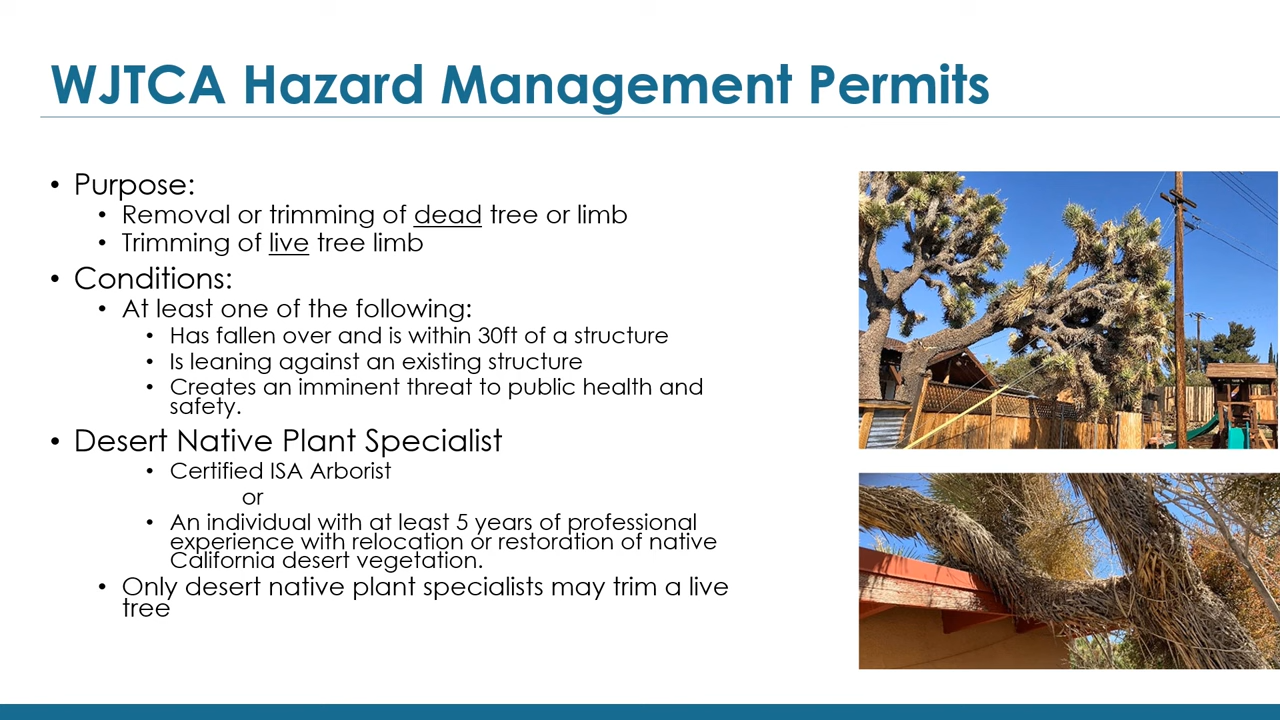 WJTCA Hazard Management Permits
• Purpose:
• Removal or trimming of dead tree or limb
• Trimming of live tree limb
• Conditions:
• At least one of the following:
• Has fallen over and is within 30ft of a structure
• Is leaning against an existing structure
• Creates an imminent threat to public health and
safety.
• Desert Native Plant Specialist
• Certified ISA Arborist
or
• An individual with at least 5 years of professional
experience with relocation or restoration of native
California desert vegetation.
• Only desert native plant specialists may trim a live
tree